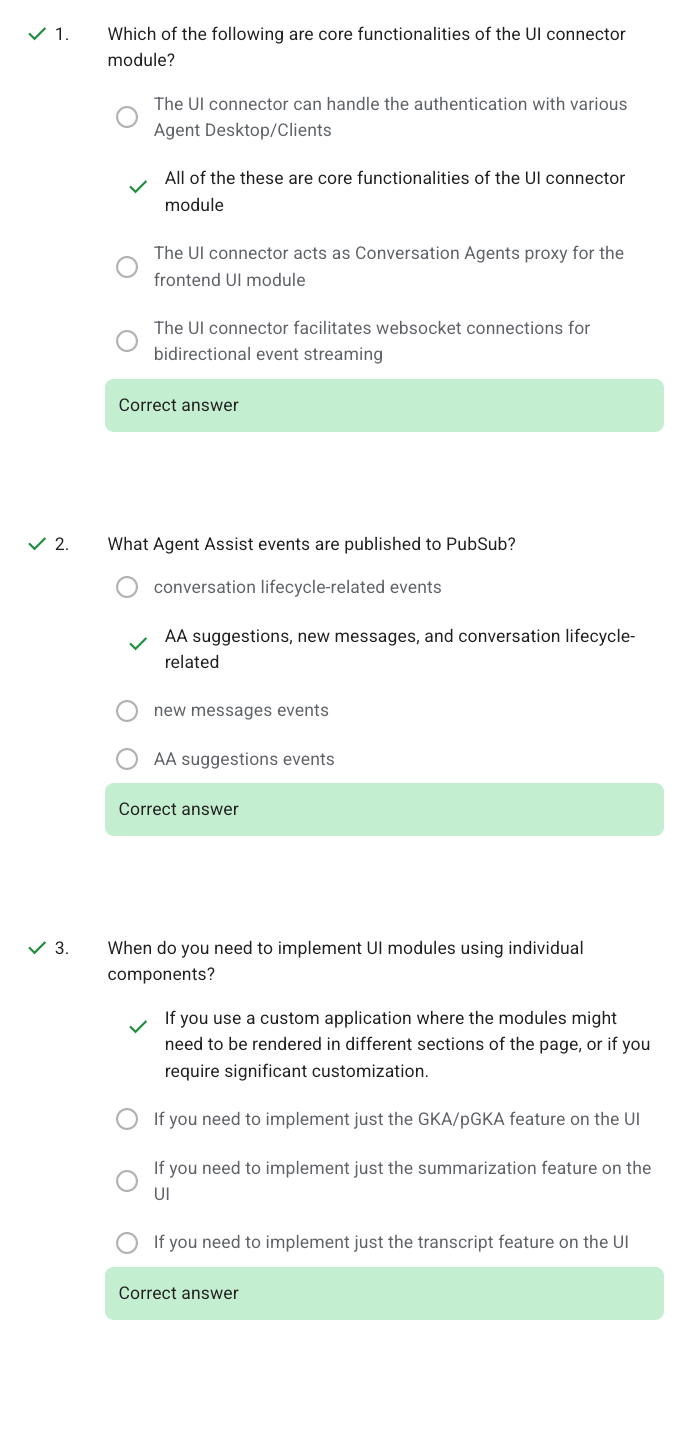 1. Which of the following are core functionalities of the UI connector
module?
The UI connector can handle the authentication with various
Agent Desktop/Clients
All of the these are core functionalities of the UI connector
module
The UI connector acts as Conversation Agents proxy for the
frontend UI module
The UI connector facilitates websocket connections for
bidirectional event streaming
Correct answer
2. What Agent Assist events are published to PubSub?
conversation lifecycle-related events
AA suggestions, new messages, and conversation lifecycle-
related
new messages events
AA suggestions events
Correct answer
3. When do you need to implement UI modules using individual
components?
If you use a custom application where the modules might
need to be rendered in different sections of the page, or if you
require significant customization.
If you need to implement just the GKA/pGKA feature on the UI
If you need to implement just the summarization feature on the
UI
If you need to implement just the transcript feature on the UI
Correct answer